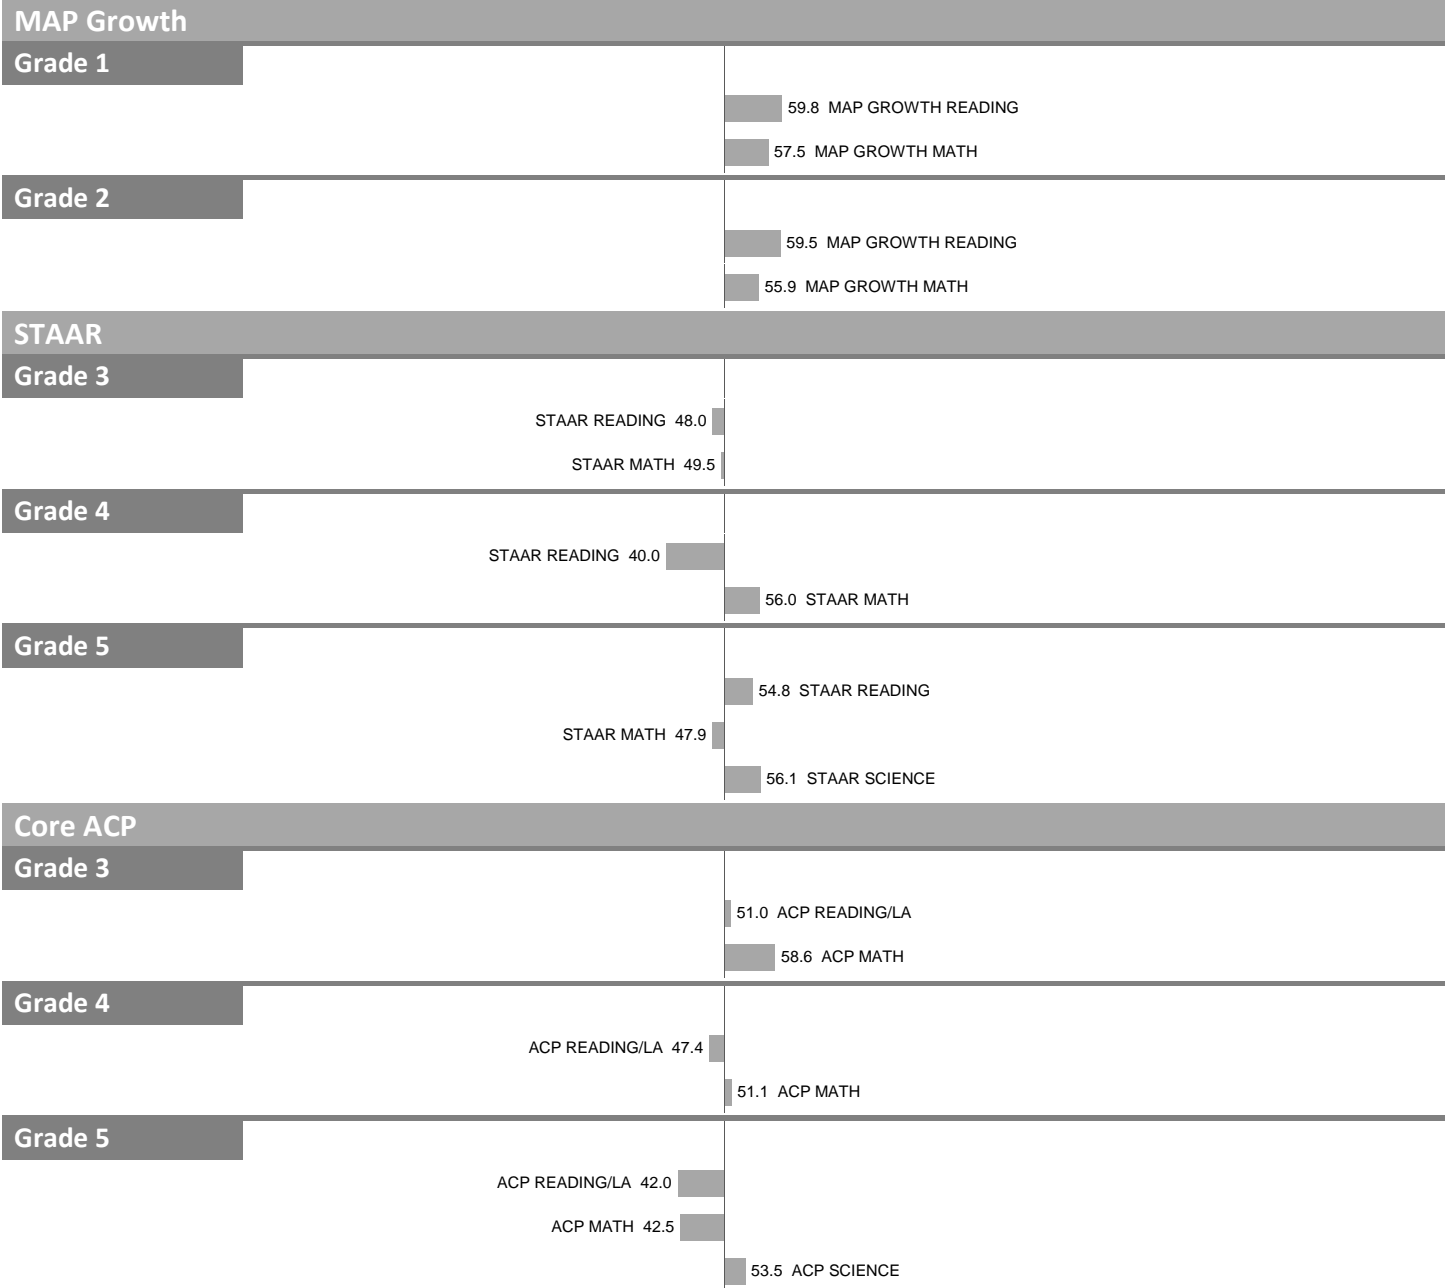 MAP Growth
Grade 1
59.8 MAP GROWTH READING
57.5 MAP GROWTH MATH
Grade 2
59.5 MAP GROWTH READING
55.9 MAP GROWTH MATH
STAAR
Grade 3
STAAR READING 48.0
STAAR MATH 49.5
Grade 4
STAAR READING 40.0
56.0 STAAR MATH
Grade 5
54.8 STAAR READING
STAAR MATH 47.9
56.1 STAAR SCIENCE
Core ACP
Grade 3
51.0 ACP READING/LA
58.6 ACP MATH
Grade 4
ACP READING/LA 47.4
51.1 ACP MATH
Grade 5
ACP READING/LA 42.0
ACP MATH 42.5
53.5 ACP SCIENCE